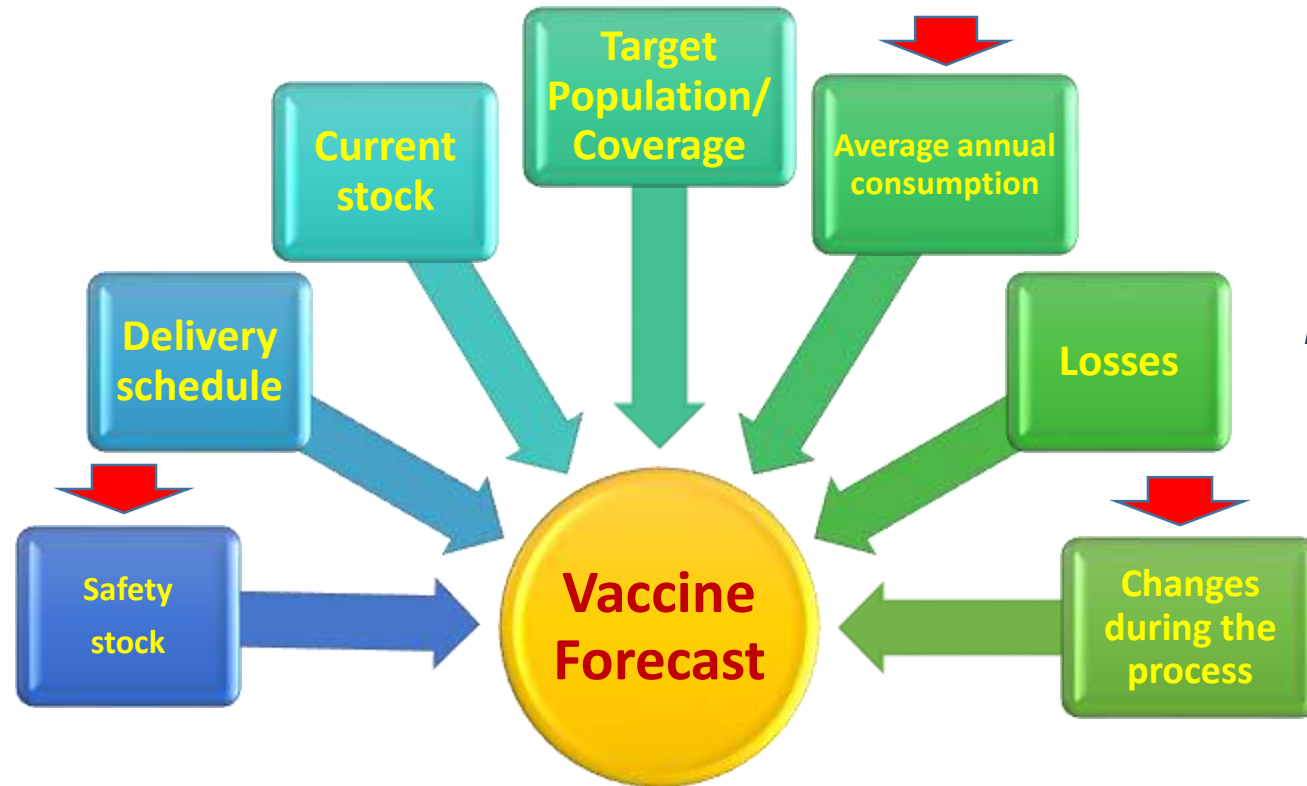 Target
Population/
Coverage
Current
stock
Average annual
consumption
Delivery
schedule
Losses
Safety
stock
Vaccine
Forecast
Changes
during the
process